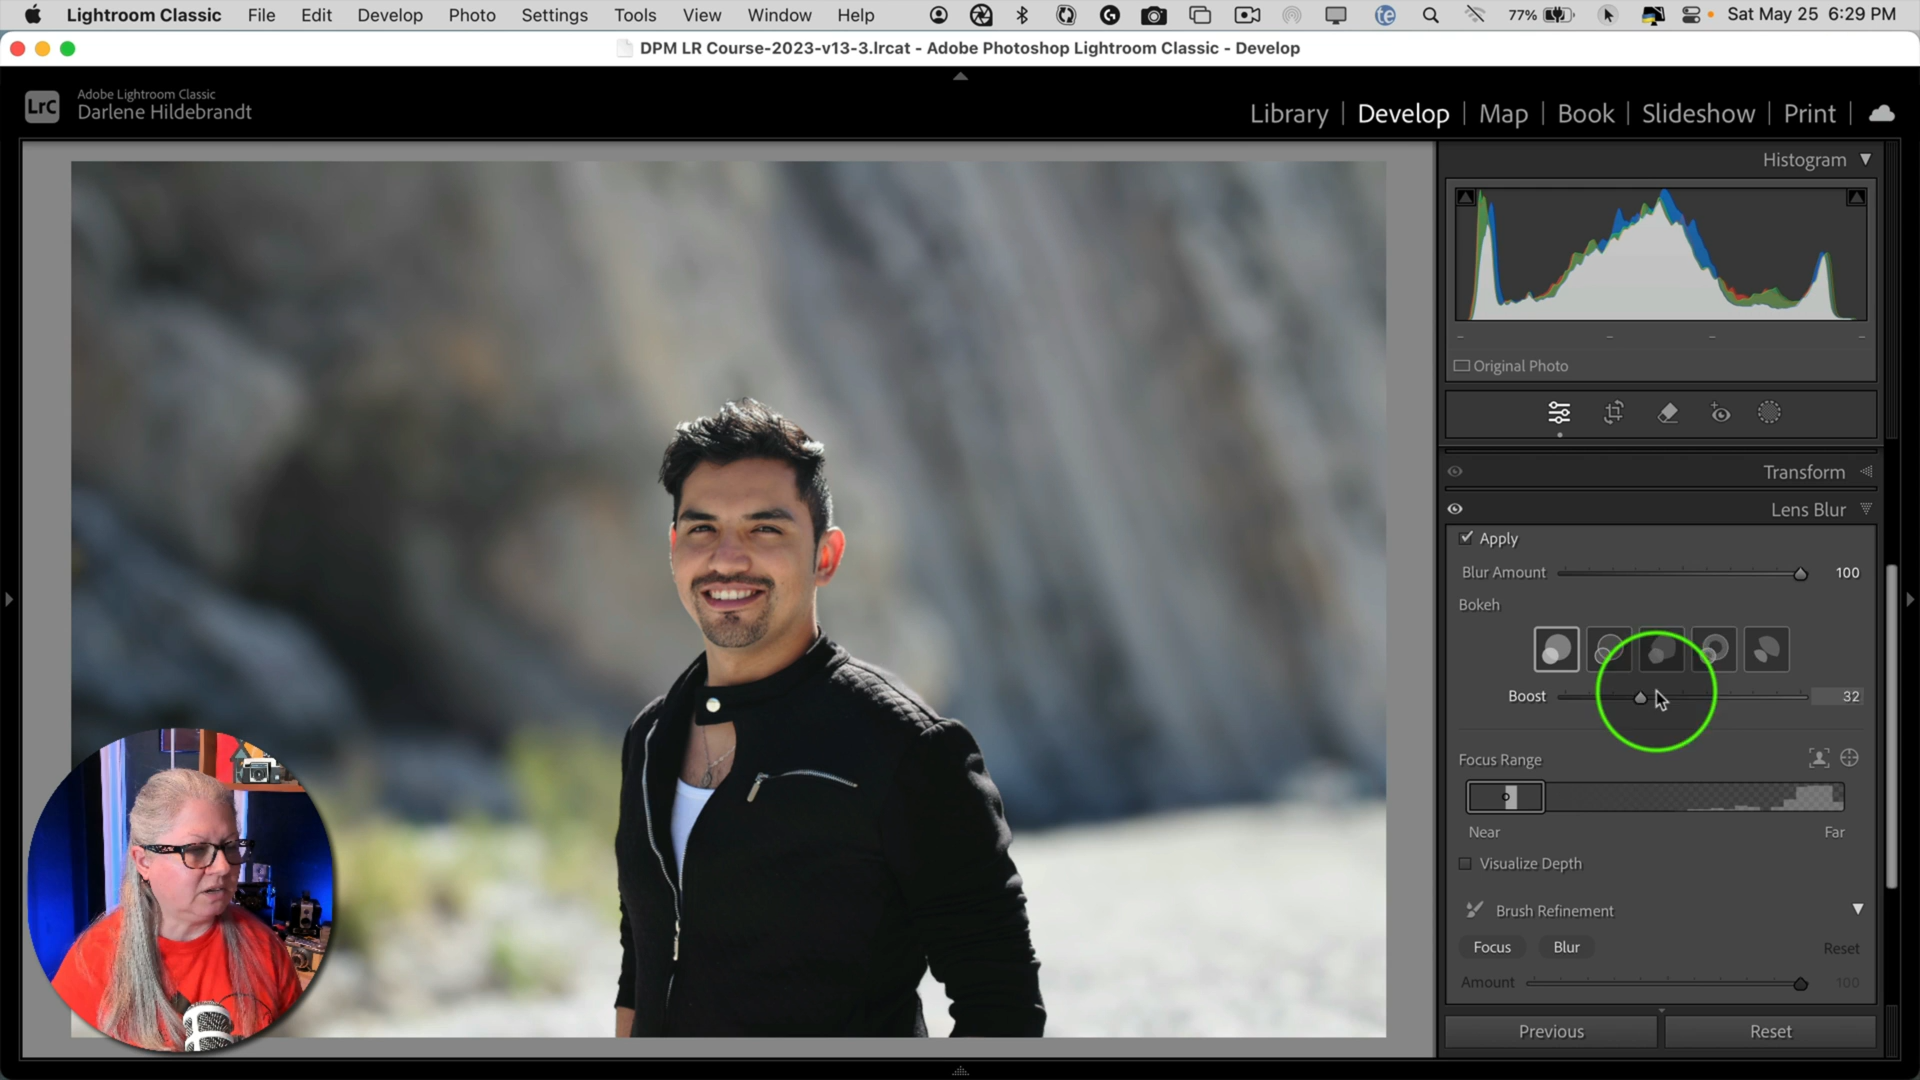 Lightroom Classic File Edit Develop Photo Settings Tools View Window Help te 77% Sat May 25 6:29 PM
DPM LR Course-2023-v13-3.lrcat - Adobe Photoshop Lightroom Classic - Develop
LrC
Adobe Lightroom Classic
Darlene Hildebrandt
Library | Develop | Map | Book | Slideshow | Print |
Histogram
Original Photo
Transform
Lens Blur
Apply
Blur Amount 100
Bokeh
Boost 32
Focus Range
Near Far
Visualize Depth
Brush Refinement
Focus Blur Reset
Amount 100
Previous Reset